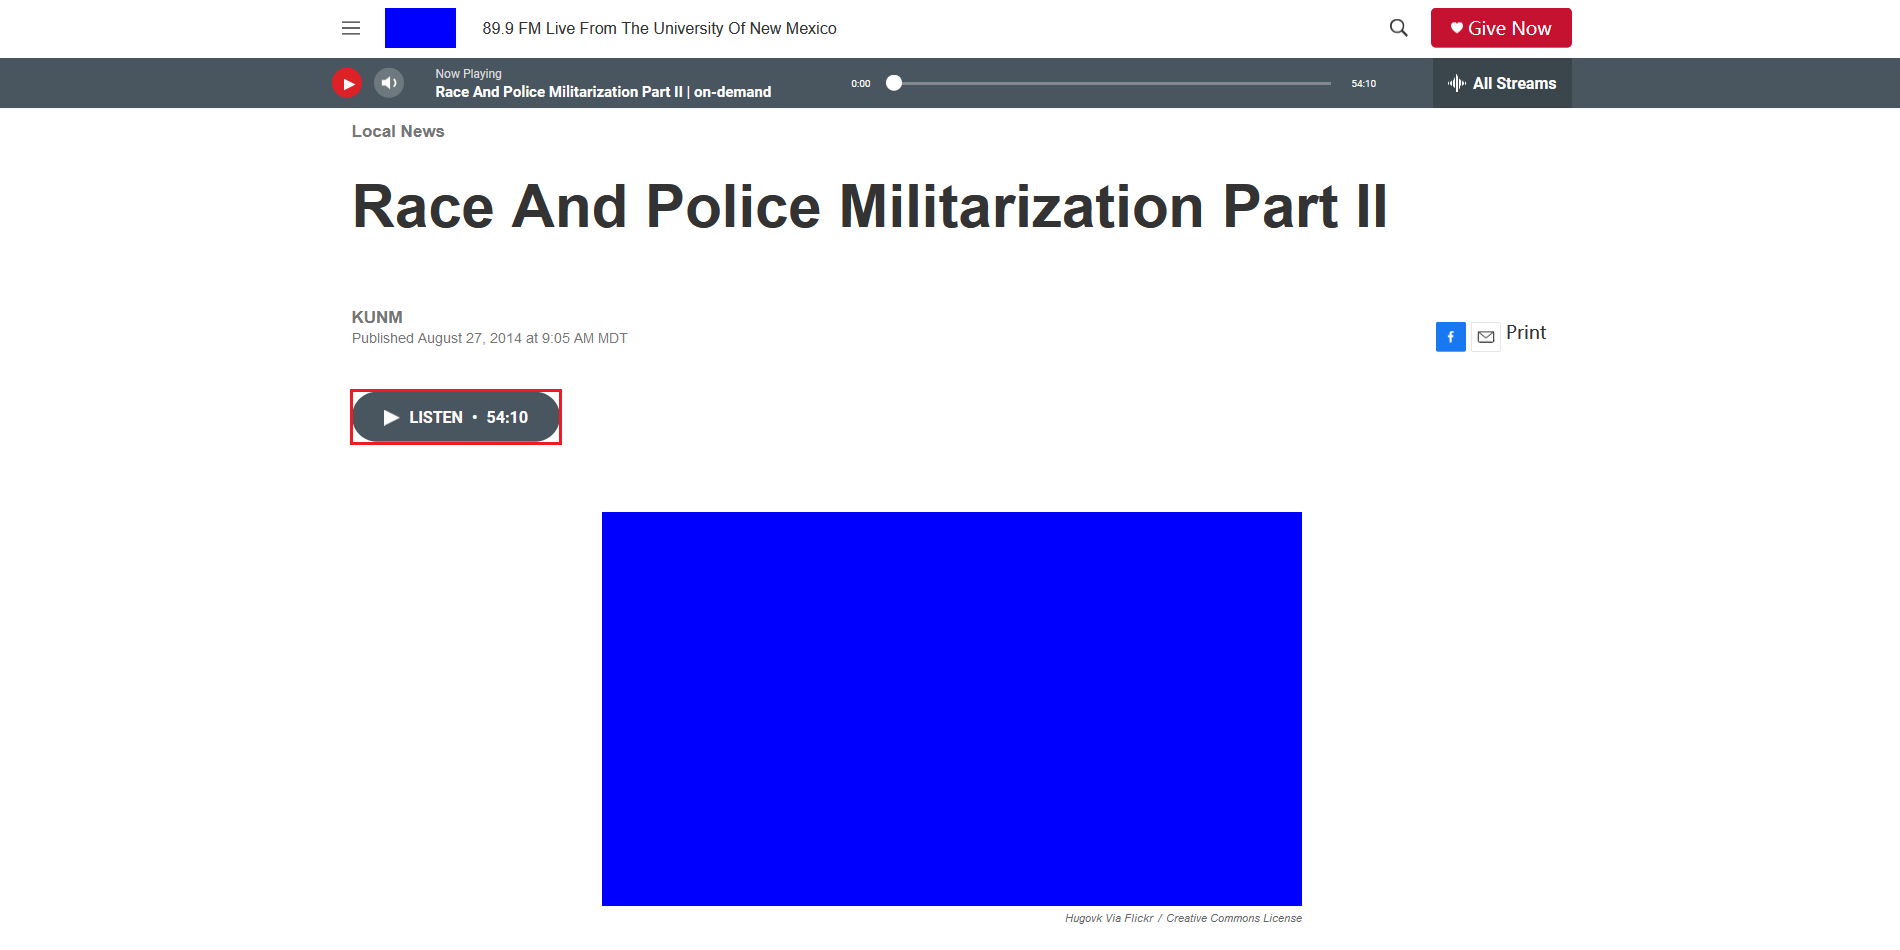 89.9 FM Live From The University Of New Mexico
Give Now
Now Playing
Race And Police Militarization Part II | on-demand
0:00
54:10
All Streams
Local News
Race And Police Militarization Part II
KUNM
Published August 27, 2014 at 9:05 AM MDT
Print
LISTEN • 54:10
Hugovk Via Flickr / Creative Commons License